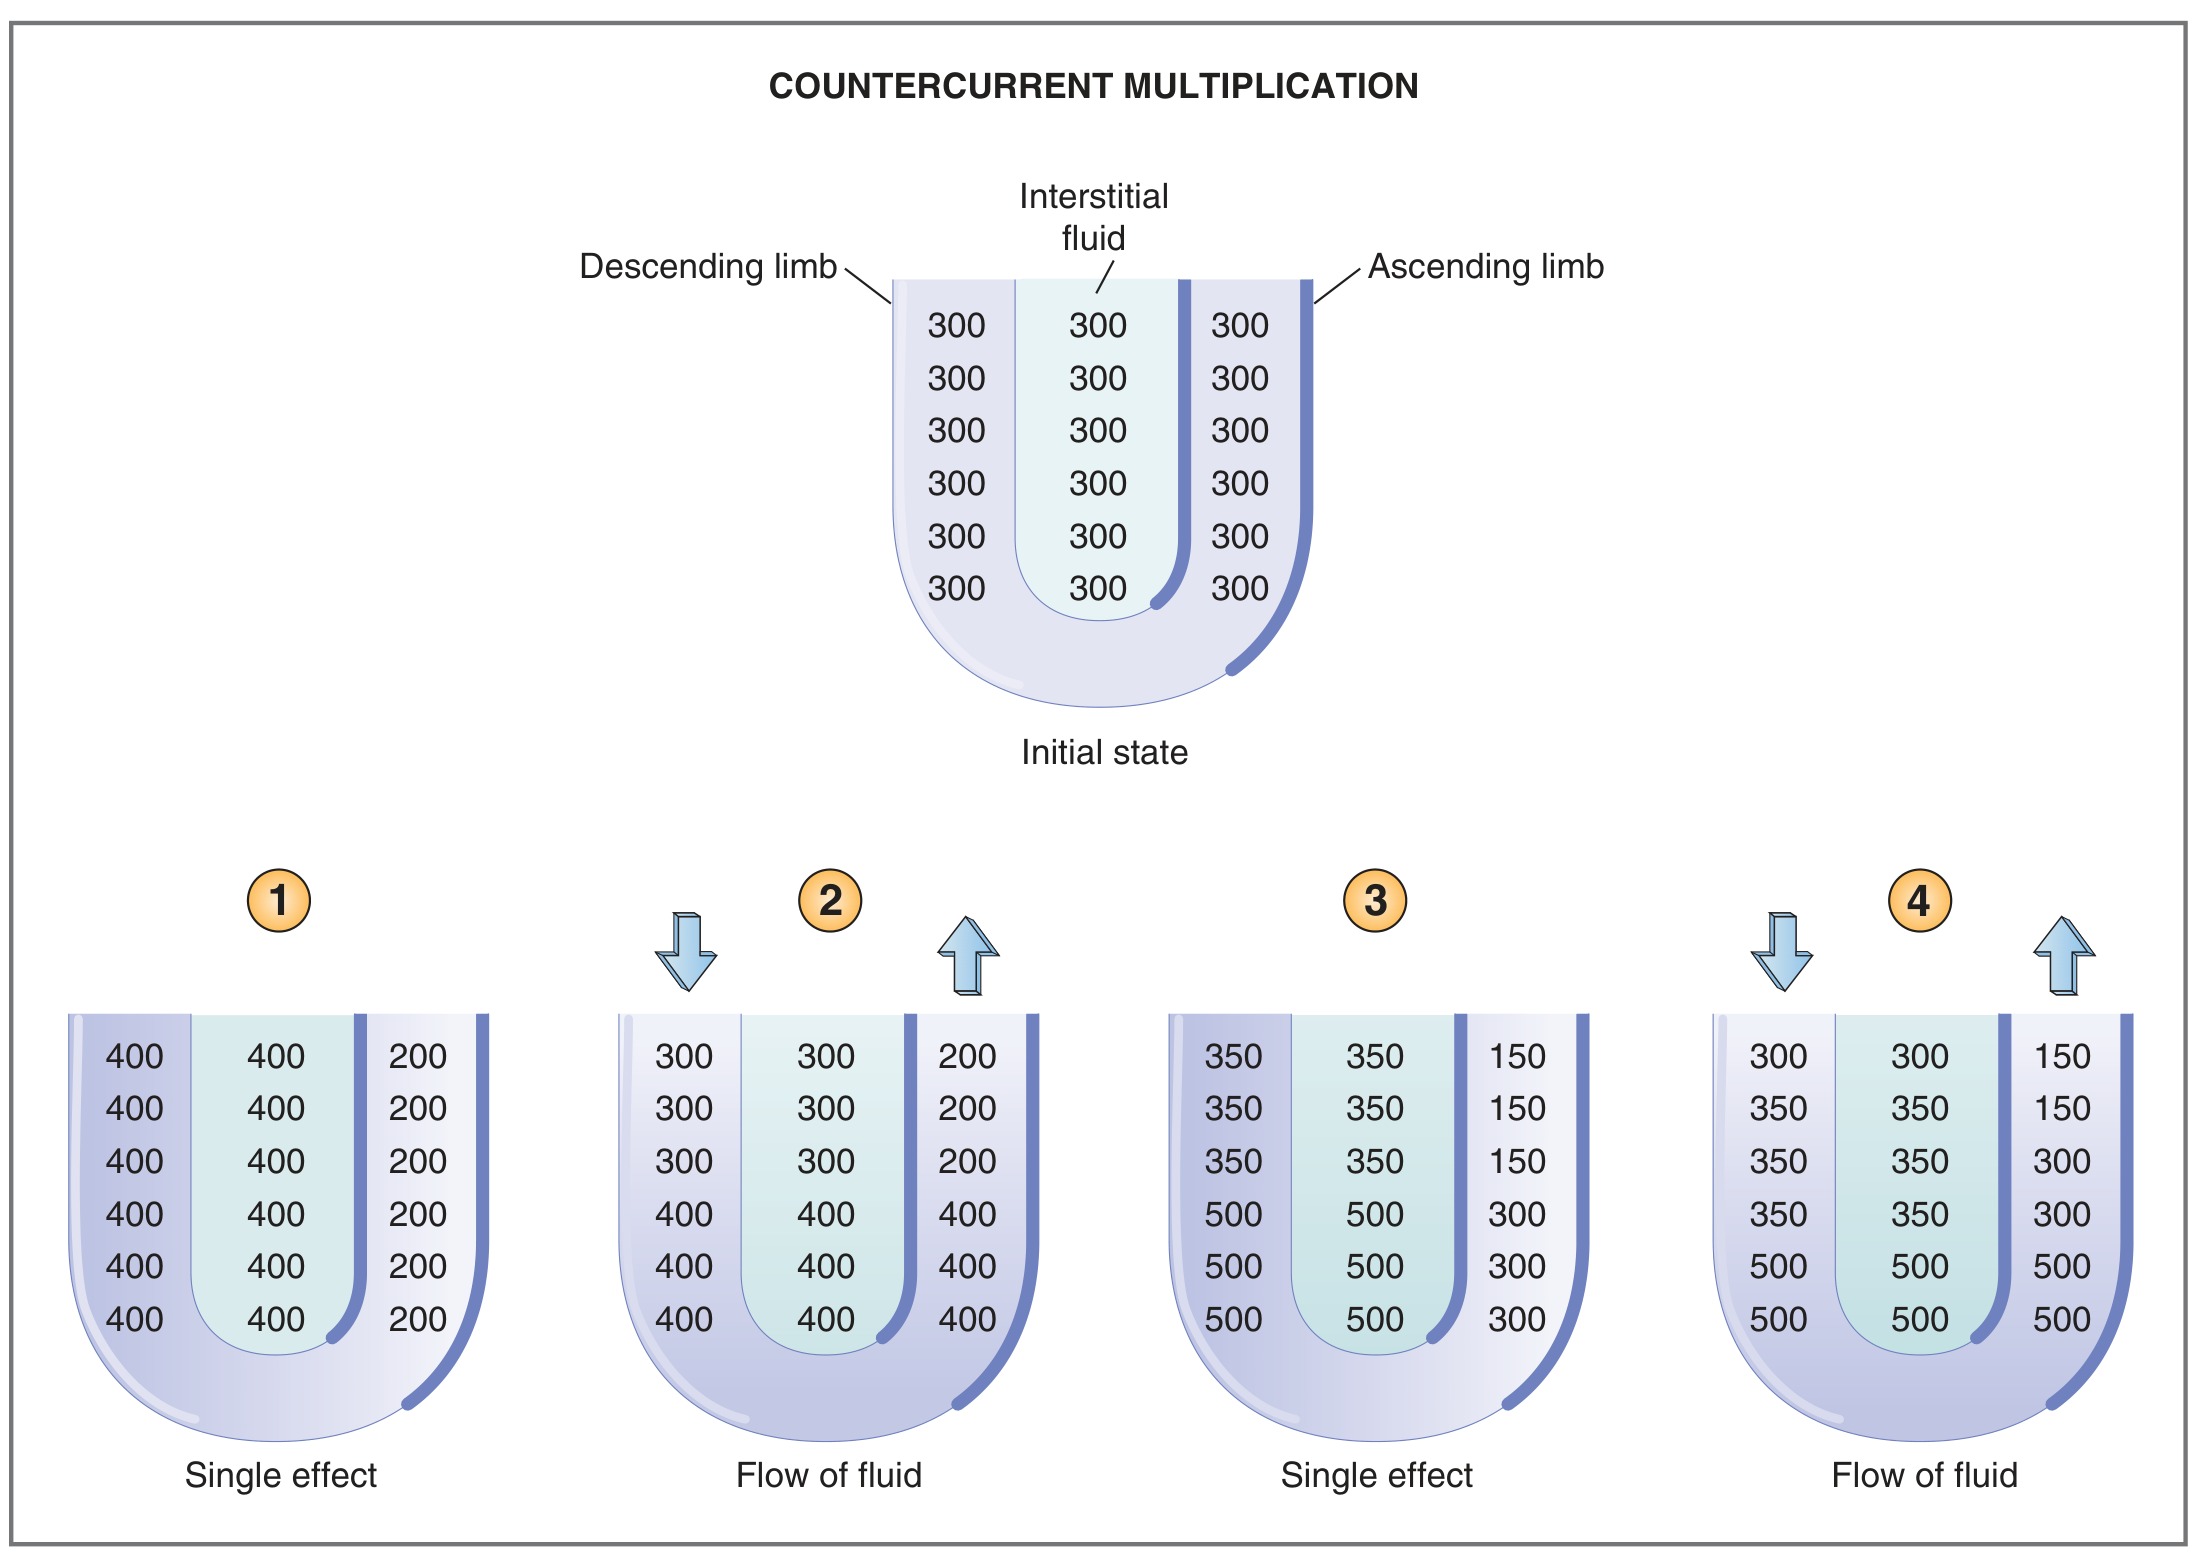 COUNTERCURRENT MULTIPLICATION
Interstitial
fluid
Descending limb
Ascending limb
300 300 300
300 300 300
300 300 300
300 300 300
300 300 300
300 300 300
Initial state
1
400 400 200
400 400 200
400 400 200
400 400 200
400 400 200
400 400 200
Single effect
2
300 300 200
300 300 200
300 300 200
400 400 400
400 400 400
400 400 400
Flow of fluid
3
350 350 150
350 350 150
350 350 150
500 500 300
500 500 300
500 500 300
Single effect
4
300 300 150
350 350 150
350 350 300
350 350 300
500 500 500
500 500 500
Flow of fluid